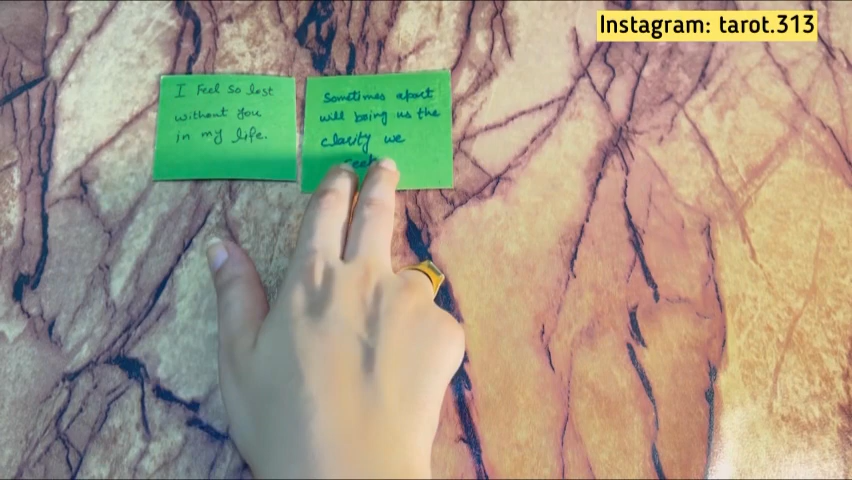 Instagram: tarot.313
I Feel so lost
without you
in my life.
Sometimes apart
will bring us the
clarity we